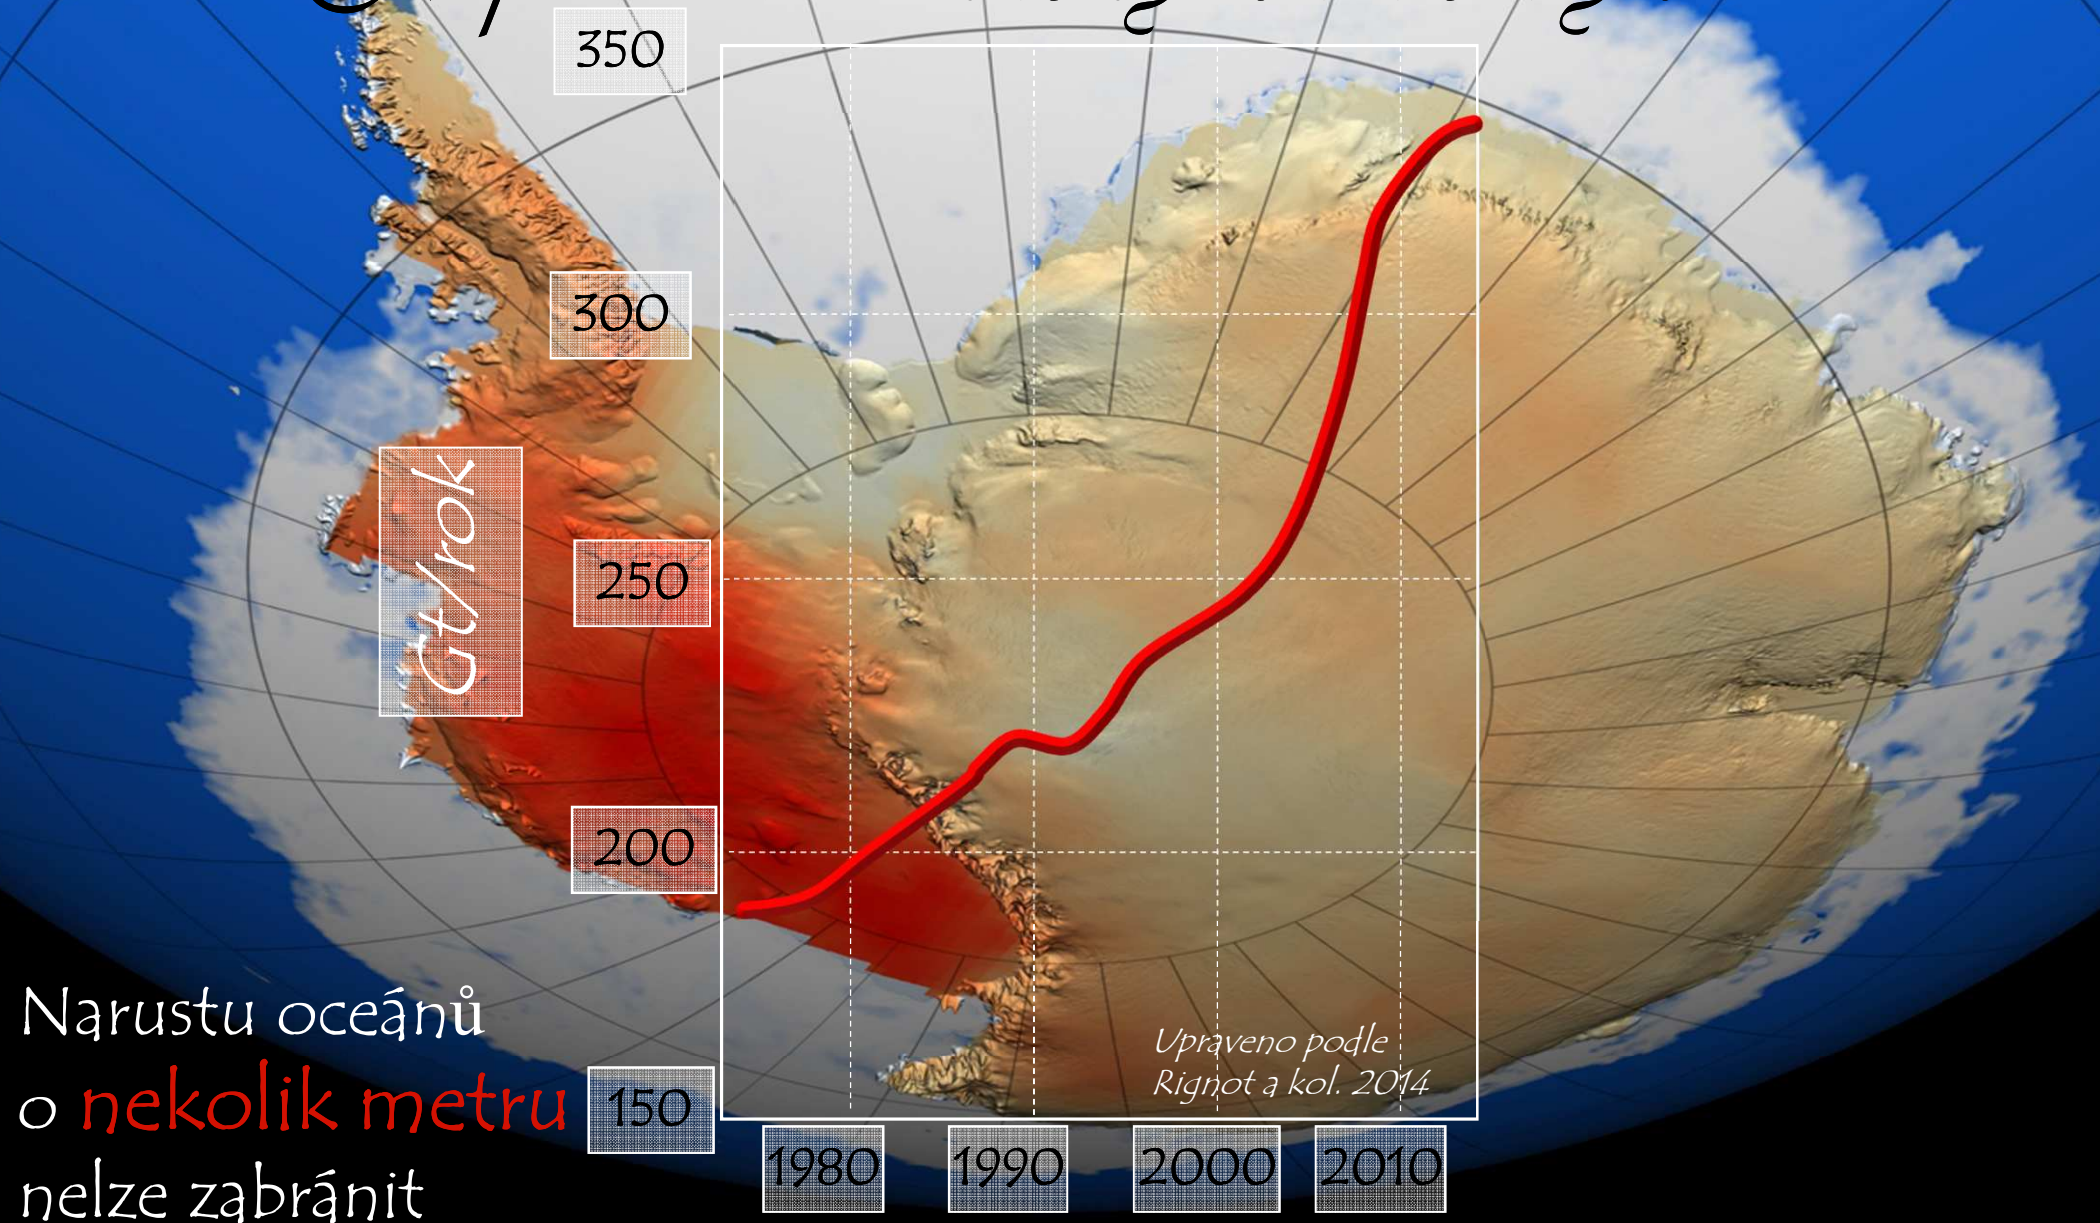 350
300
Gt/rok
250
200
150
1980 1990 2000 2010
Upraveno podle
Rignot a kol. 2014
Narustu oceánů
o nekolik metru
nelze zabránit